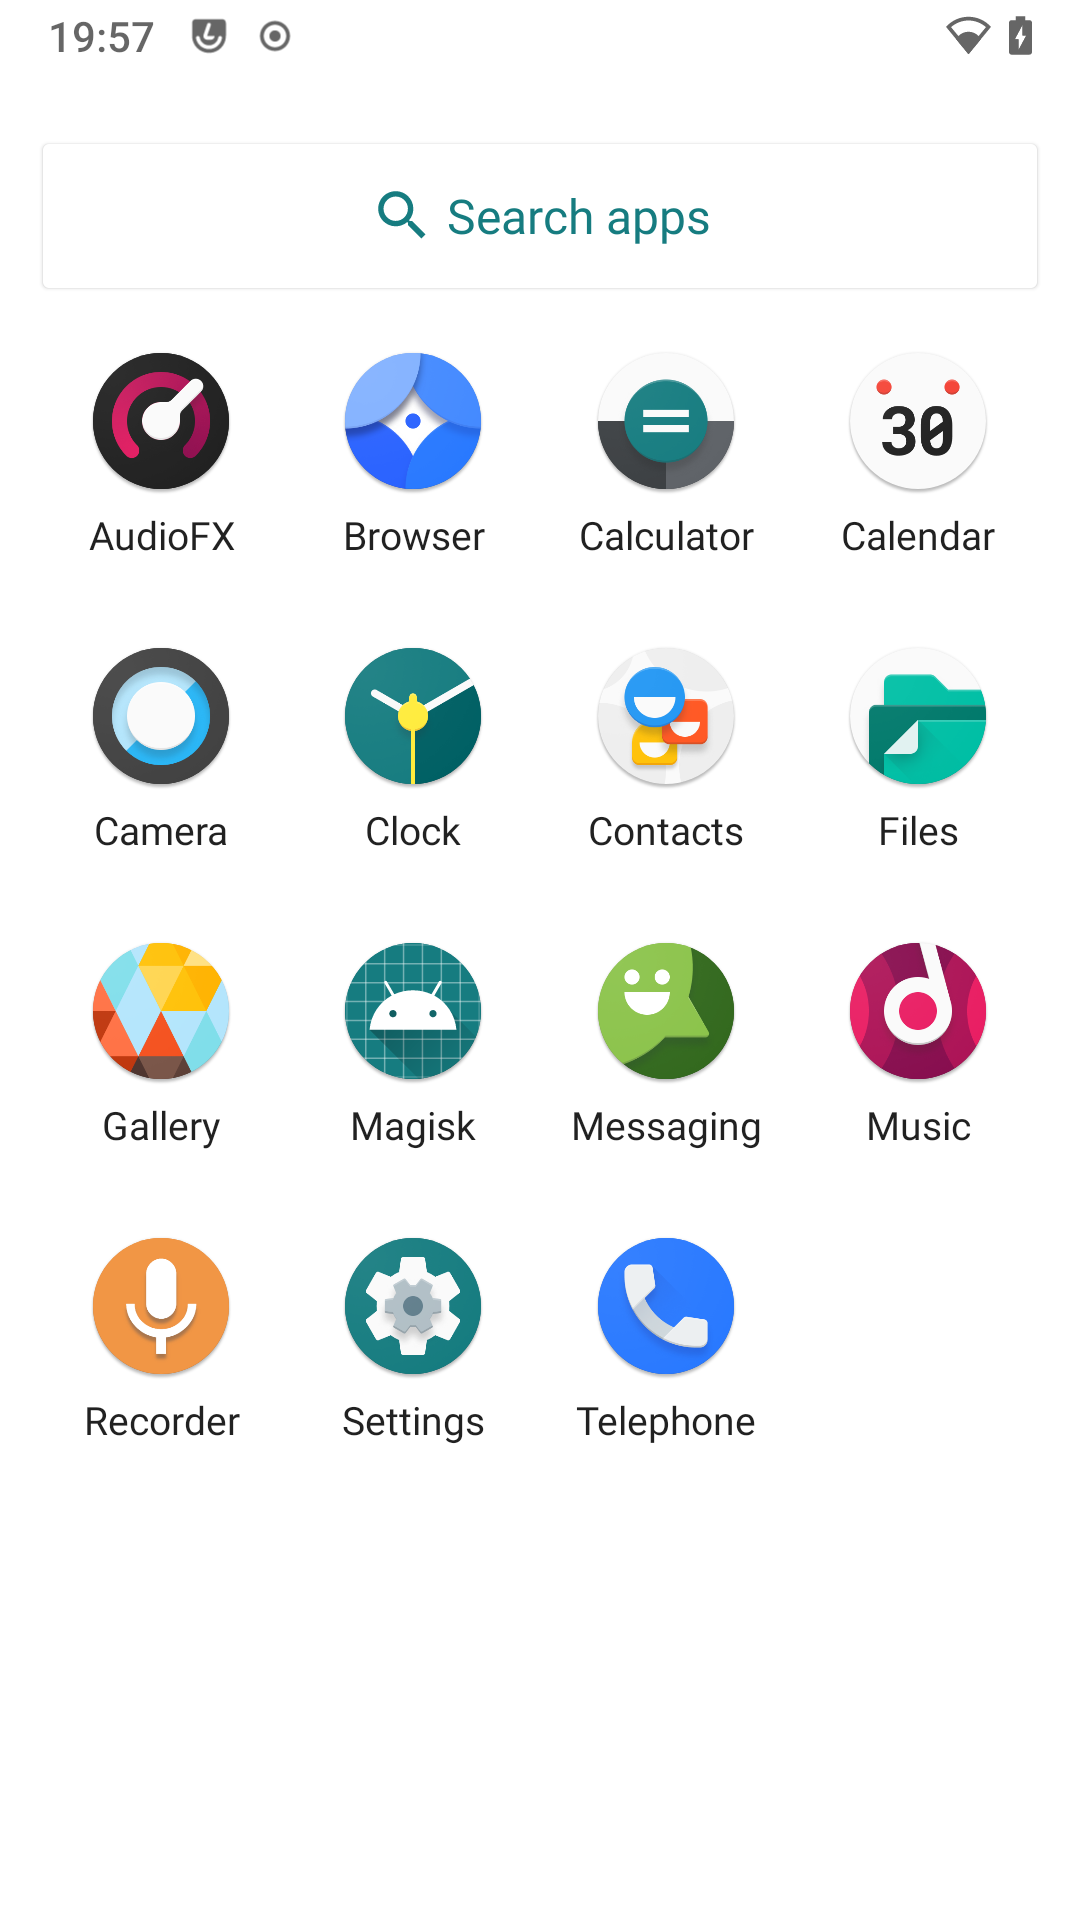 19:57
Search apps
AudioFX Browser Calculator Calendar
30
Camera Clock Contacts Files
Gallery Magisk Messaging Music
Recorder Settings Telephone